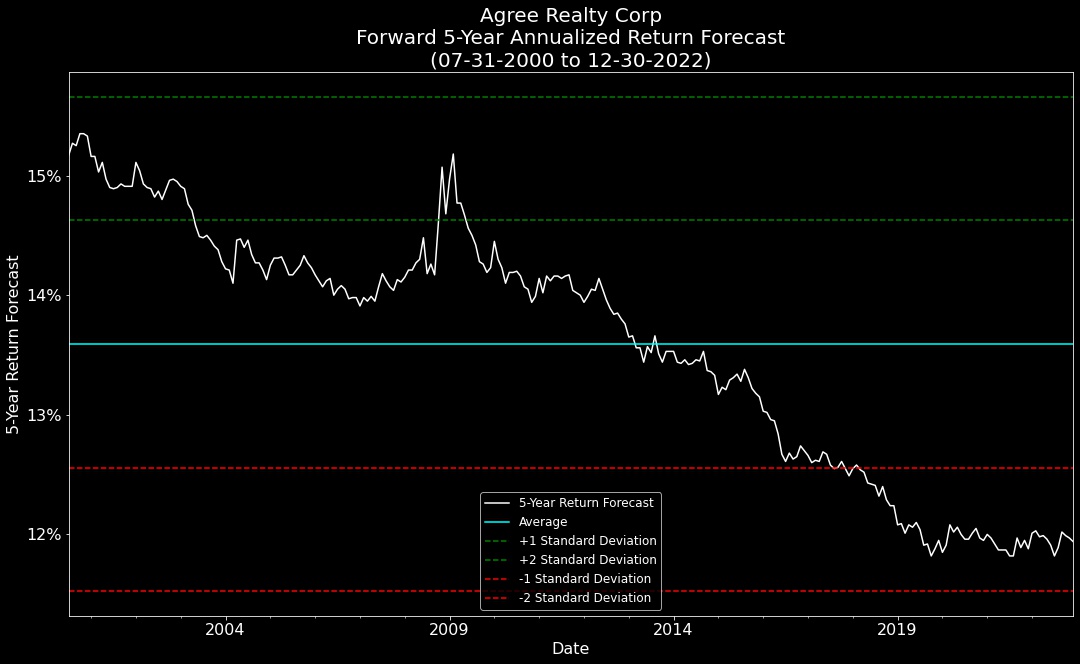 Agree Realty Corp
Forward 5-Year Annualized Return Forecast
(07-31-2000 to 12-30-2022)
5-Year Return Forecast
15%
14%
13%
12%
5-Year Return Forecast
Average
+1 Standard Deviation
+2 Standard Deviation
-1 Standard Deviation
-2 Standard Deviation
2004
2009
2014
2019
Date